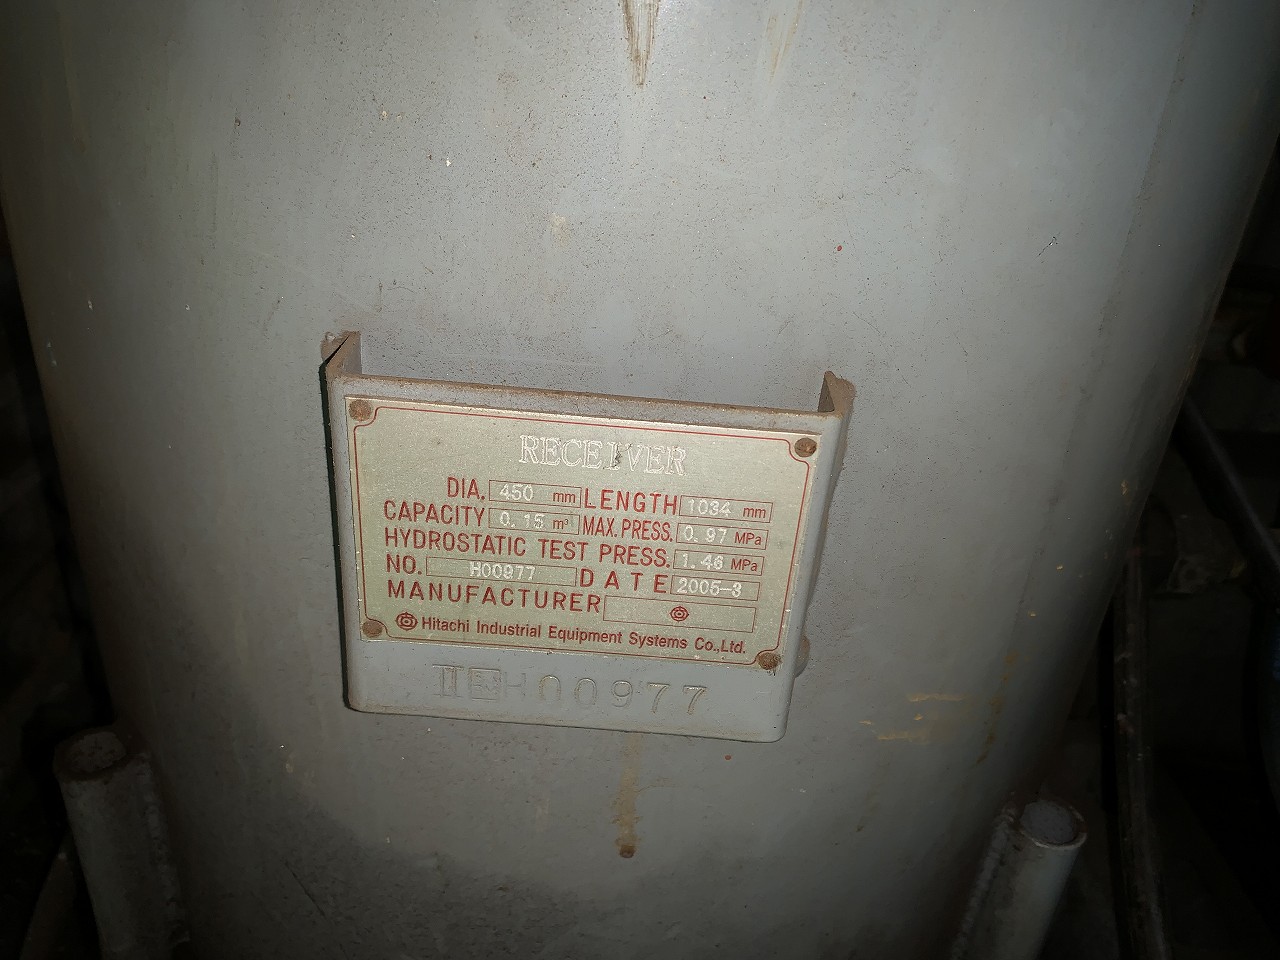 RECEIVER
DIA. 450 mm LENGTH 1034 mm
CAPACITY 0.15 m³ MAX. PRESS. 0.97 MPa
HYDROSTATIC TEST PRESS. 1.46 MPa
NO. H00977 DATE 2005-3
MANUFACTURER
Hitachi Industrial Equipment Systems Co.,Ltd.
H00977